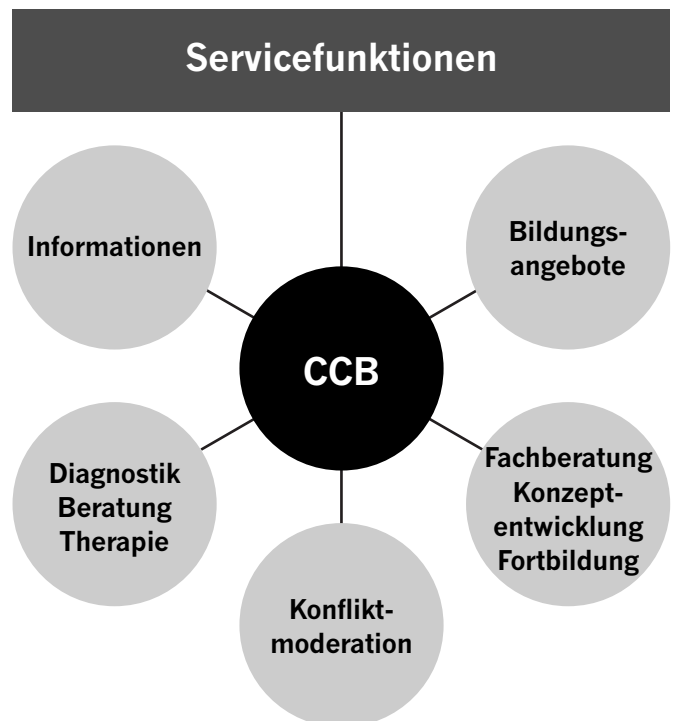 Servicefunktionen
Informationen
Bildungs-
angebote
CCB
Diagnostik
Beratung
Therapie
Fachberatung
Konzept-
entwicklung
Fortbildung
Konflikt-
moderation